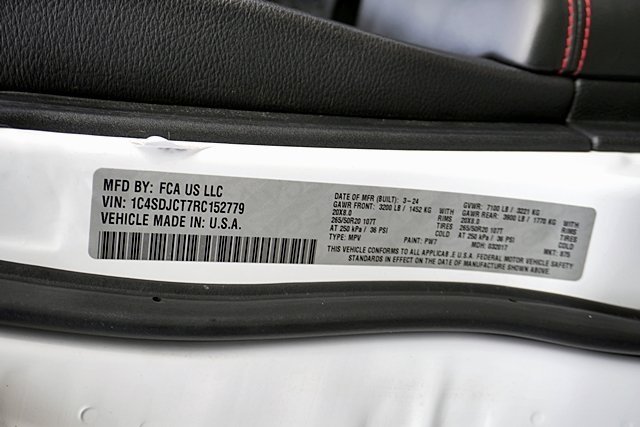 MFD BY: FCA US LLC
VIN: 1C4SDJCT7RC152779
VEHICLE MADE IN: U.S.A.
DATE OF MFR (BUILT): 3-24 GVWR: 7100 LB / 3221 KG
GAWR FRONT: 3200 LB / 1452 KG WITH GAWR REAR: 3900 LB / 1770 KG WITH
20X8.0 RIMS 20X8.0 RIMS
265/50R20 107T TIRES 265/50R20 107T TIRES
AT 250 kPa / 36 PSI COLD AT 250 kPa / 36 PSI COLD
TYPE: MPV PAINT: PW7 MDH: 032012 MKT: 875
THIS VEHICLE CONFORMS TO ALL APPLICAB.E U.S.A. FEDERAL MOTOR VEHICLE SAFETY
STANDARDS IN EFFECT ON THE DATE OF MANUFACTURE SHOWN ABOVE.